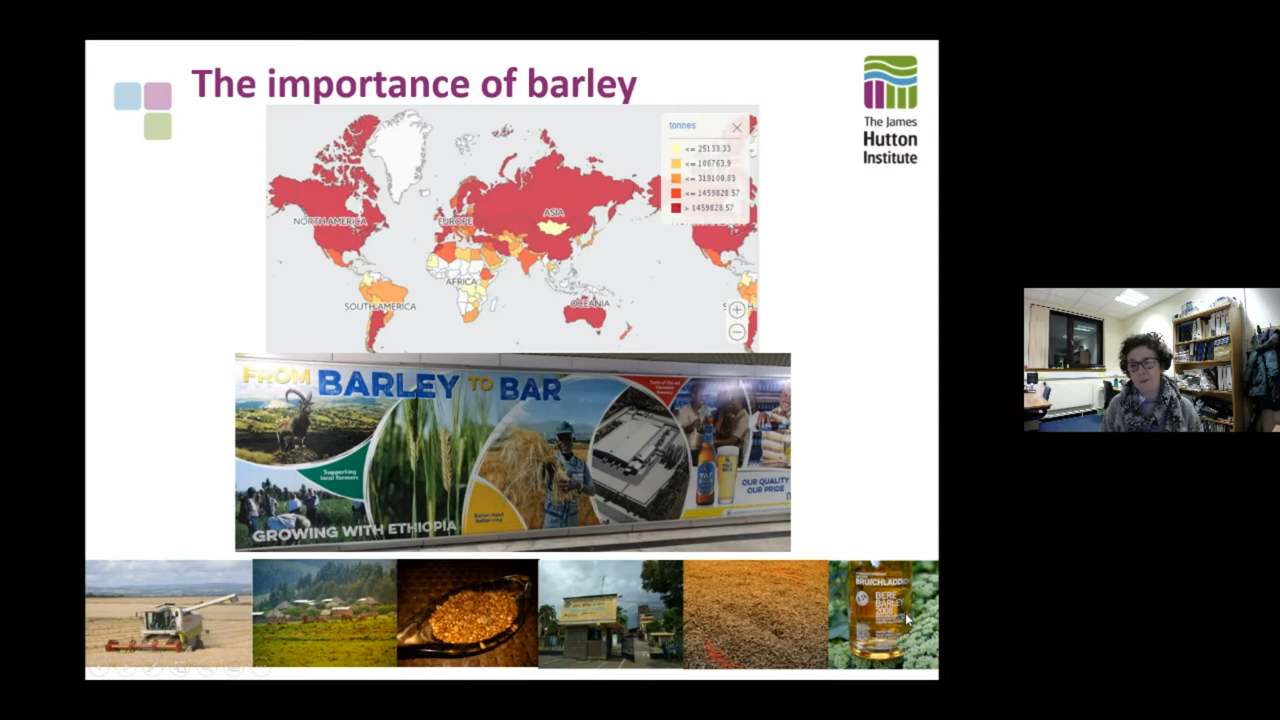 The importance of barley
The James
Hutton
Institute
tonnes
<= 25133.33
<= 106763.9
<= 319100.83
<= 1459828.57
> 1459828.57
NORTH AMERICA
EUROPE
ASIA
AFRICA
SOUTH AMERICA
OCEANIA
FROM BARLEY TO BAR
Supporting
local farmers
GROWING WITH ETHIOPIA
OUR QUALITY
OUR PRIDE
BRUICHLADDICH
BERE
BARLEY
2008